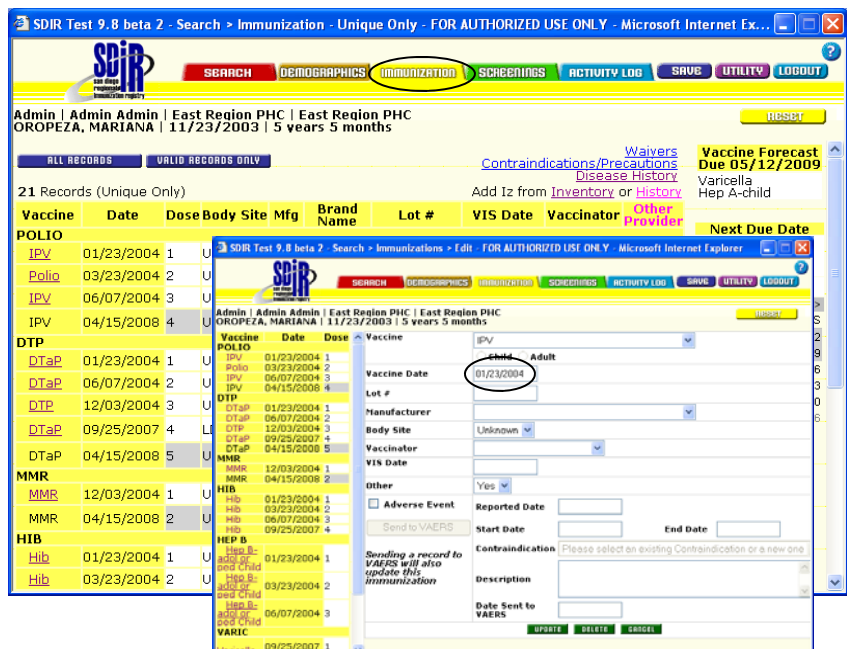 SDIR Test 9.8 beta 2 - Search > Immunization - Unique Only - FOR AUTHORIZED USE ONLY - Microsoft Internet Ex...
SDIR
san diego
regional
immunization registry
SEARCH DEMOGRAPHICS IMMUNIZATION SCREENINGS ACTIVITY LOG SAVE UTILITY LOGOUT ?
Admin | Admin Admin | East Region PHC | East Region PHC
OROPEZA, MARIANA | 11/23/2003 | 5 years 5 months
RESET
ALL RECORDS VALID RECORDS ONLY
Waivers
Contraindications/Precautions
Disease History
Vaccine Forecast
Due 05/12/2009
Varicella
Hep A-child
21 Records (Unique Only)
Add Iz from Inventory or History
Vaccine Date Dose Body Site Mfg Brand Name Lot # VIS Date Vaccinator Other Provider
Next Due Date
POLIO
IPV 01/23/2004 1 U
Polio 03/23/2004 2 U
IPV 06/07/2004 3 U
IPV 04/15/2008 4 U
DTP
DTaP 01/23/2004 1 U
DTaP 06/07/2004 2 U
DTP 12/03/2004 3 U
DTaP 09/25/2007 4
DTaP 04/15/2008 5 U
MMR
MMR 12/03/2004 1 U
MMR 04/15/2008 2 U
HIB
Hib 01/23/2004 1 U
Hib 03/23/2004 2 U
>
S
2
9
6
3
0
6
SDIR Test 9.8 beta 2 - Search > Immunizations > Edit - FOR AUTHORIZED USE ONLY - Microsoft Internet Explorer
SDIR
SEARCH DEMOGRAPHICS IMMUNIZATION SCREENINGS ACTIVITY LOG SAVE UTILITY LOGOUT ?
Admin | Admin Admin | East Region PHC | East Region PHC
OROPEZA, MARIANA | 11/23/2003 | 5 years 5 months
RESET
Vaccine Date Dose
POLIO
IPV 01/23/2004 1
Polio 03/23/2004 2
IPV 06/07/2004 3
IPV 04/15/2008 4
DTP
DTaP 01/23/2004 1
DTaP 06/07/2004 2
DTP 12/03/2004 3
DTaP 09/25/2007 4
DTaP 04/15/2008 5
MMR
MMR 12/03/2004 1
MMR 04/15/2008 2
HIB
Hib 01/23/2004 1
Hib 03/23/2004 2
Hib 06/07/2004 3
Hib 09/25/2007 4
HEP B
Hep B-
adol or 01/23/2004 1
ped Child
Hep B-
adol or 03/23/2004 2
ped Child
Hep B-
adol or 06/07/2004 3
ped Child
VARIC
09/25/2007 1
Vaccine IPV
Child Adult
Vaccine Date 01/23/2004
Lot #
Manufacturer
Body Site Unknown
Vaccinator
VIS Date
Other Yes
Adverse Event Reported Date
Send to VAERS Start Date End Date
Sending a record to
VAERS will also
update this
immunization
Contraindication Please select an existing Contraindication or a new one
Description
Date Sent to
VAERS
UPDATE DELETE CANCEL